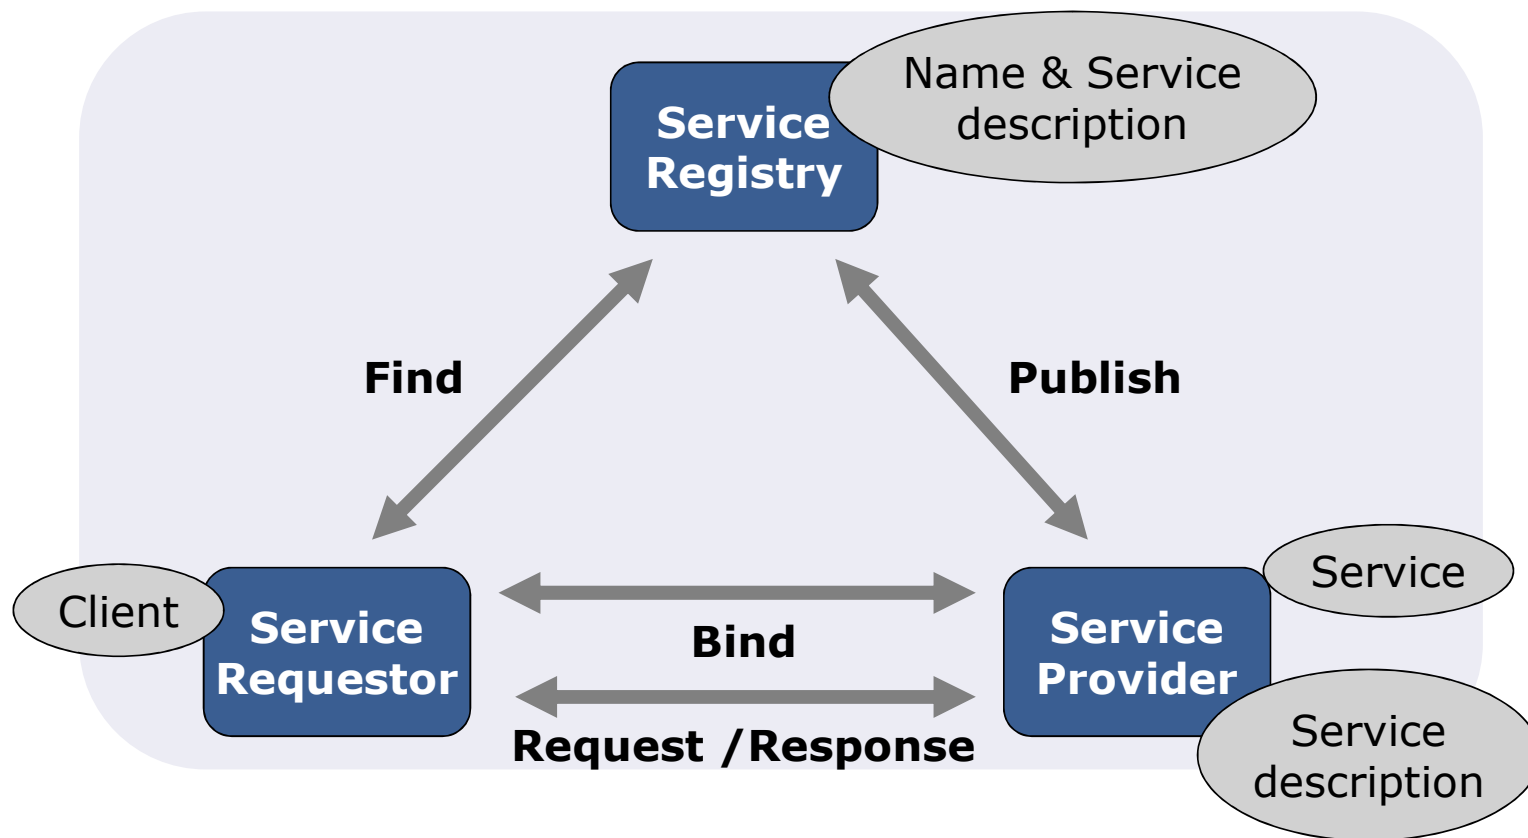 Name & Service
description
Service
Registry
Find
Publish
Client
Service
Requestor
Bind
Request /Response
Service
Provider
Service
Service
description